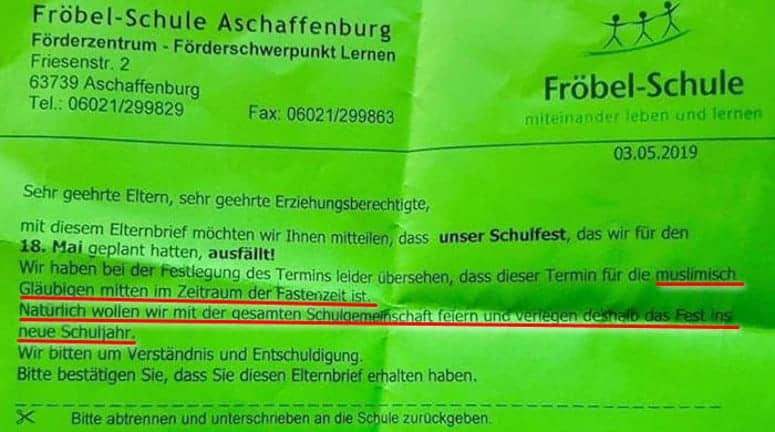 Fröbel-Schule Aschaffenburg
Förderzentrum - Förderschwerpunkt Lernen
Friesenstr. 2
63739 Aschaffenburg
Tel.: 06021/299829 Fax: 06021/299863
Fröbel-Schule
miteinander leben und lernen
03.05.2019
Sehr geehrte Eltern, sehr geehrte Erziehungsberechtigte,
mit diesem Elternbrief möchten wir Ihnen mitteilen, dass unser Schulfest, das wir für den
18. Mai geplant hatten, ausfällt!
Wir haben bei der Festlegung des Termins leider übersehen, dass dieser Termin für die muslimisch
Gläubigen mitten im Zeitraum der Fastenzeit ist.
Natürlich wollen wir mit der gesamten Schulgemeinschaft feiern und verlegen deshalb das Fest ins
neue Schuljahr.
Wir bitten um Verständnis und Entschuldigung.
Bitte bestätigen Sie, dass Sie diesen Elternbrief erhalten haben.
Bitte abtrennen und unterschrieben an die Schule zurückgeben.